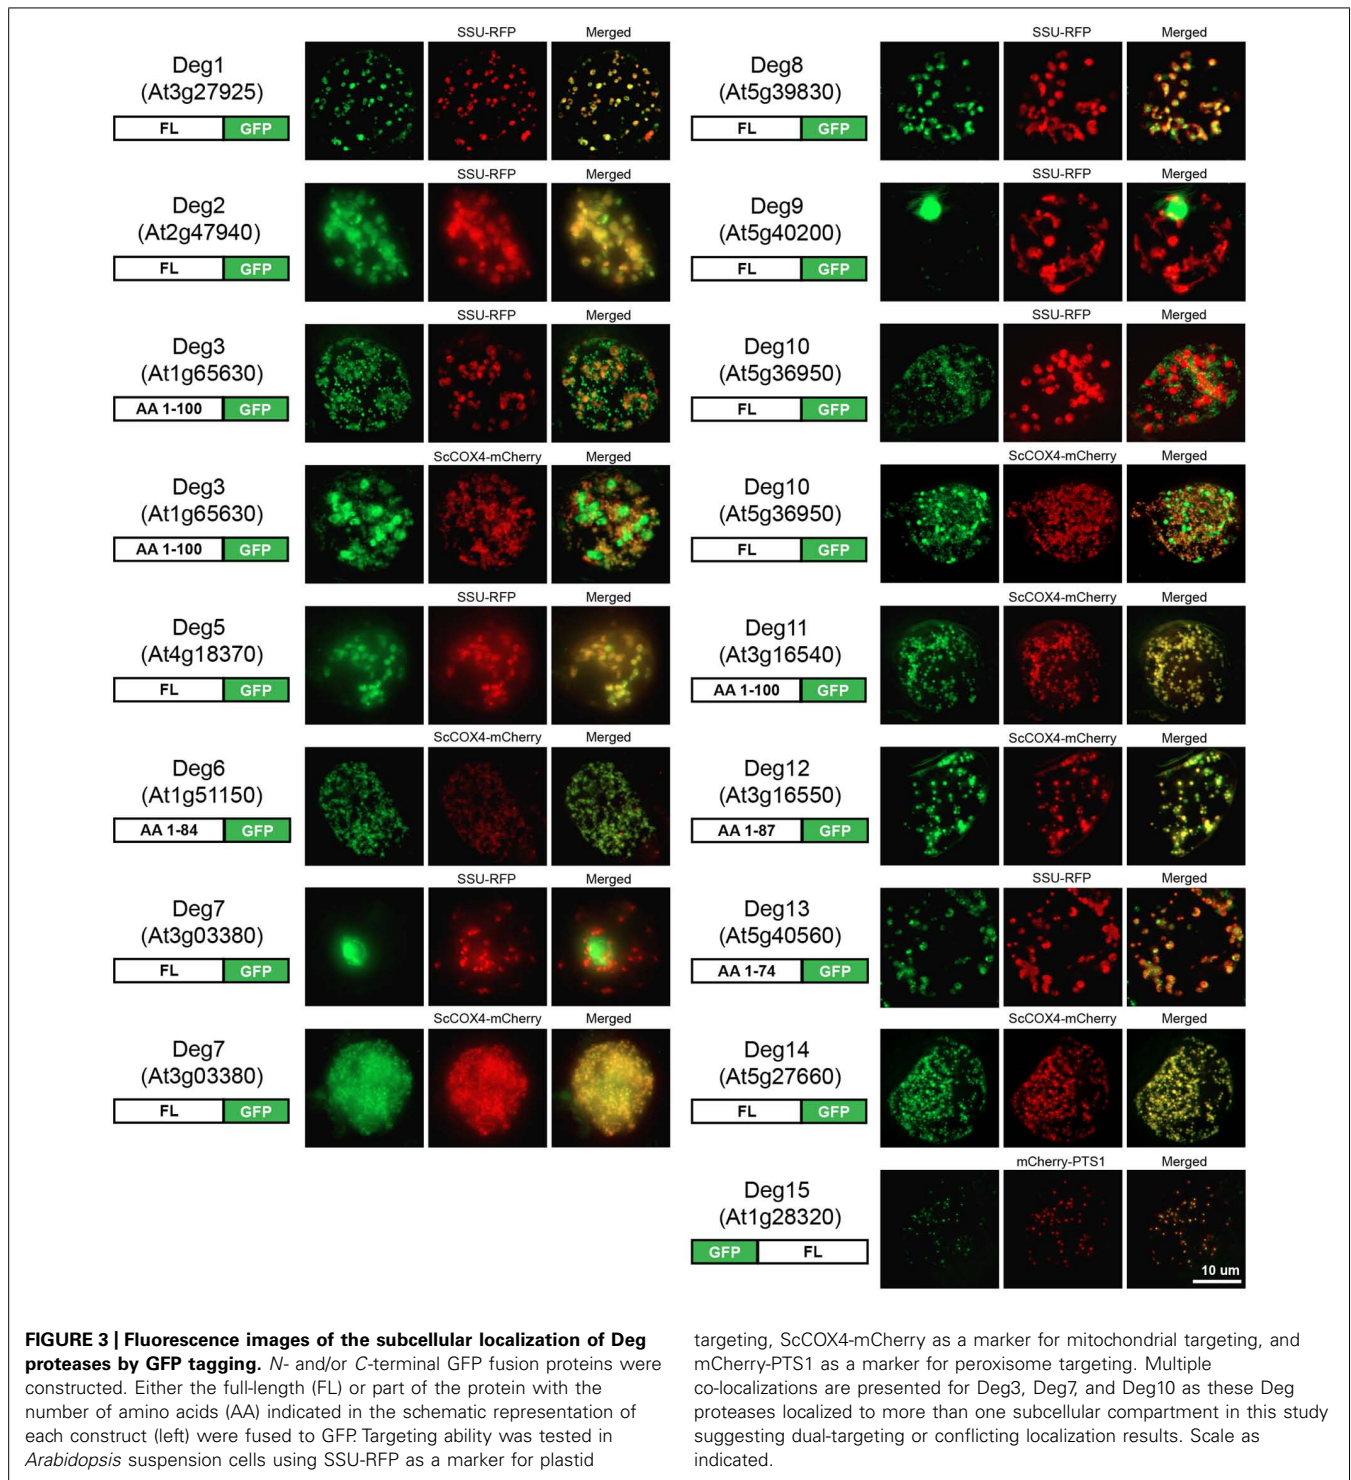 SSU-RFP Merged
Deg1
(At3g27925)
FL GFP
SSU-RFP Merged
Deg2
(At2g47940)
FL GFP
SSU-RFP Merged
Deg3
(At1g65630)
AA 1-100 GFP
ScCOX4-mCherry Merged
Deg3
(At1g65630)
AA 1-100 GFP
SSU-RFP Merged
Deg5
(At4g18370)
FL GFP
ScCOX4-mCherry Merged
Deg6
(At1g51150)
AA 1-84 GFP
SSU-RFP Merged
Deg7
(At3g03380)
FL GFP
ScCOX4-mCherry Merged
Deg7
(At3g03380)
FL GFP
SSU-RFP Merged
Deg8
(At5g39830)
FL GFP
SSU-RFP Merged
Deg9
(At5g40200)
FL GFP
SSU-RFP Merged
Deg10
(At5g36950)
FL GFP
ScCOX4-mCherry Merged
Deg10
(At5g36950)
FL GFP
ScCOX4-mCherry Merged
Deg11
(At3g16540)
AA 1-100 GFP
ScCOX4-mCherry Merged
Deg12
(At3g16550)
AA 1-87 GFP
SSU-RFP Merged
Deg13
(At5g40560)
AA 1-74 GFP
ScCOX4-mCherry Merged
Deg14
(At5g27660)
FL GFP
mCherry-PTS1 Merged
Deg15
(At1g28320)
GFP FL
10 um
FIGURE 3 | Fluorescence images of the subcellular localization of Deg
proteases by GFP tagging. N- and/or C-terminal GFP fusion proteins were
constructed. Either the full-length (FL) or part of the protein with the
number of amino acids (AA) indicated in the schematic representation of
each construct (left) were fused to GFP. Targeting ability was tested in
Arabidopsis suspension cells using SSU-RFP as a marker for plastid
targeting, ScCOX4-mCherry as a marker for mitochondrial targeting, and
mCherry-PTS1 as a marker for peroxisome targeting. Multiple
co-localizations are presented for Deg3, Deg7, and Deg10 as these Deg
proteases localized to more than one subcellular compartment in this study
suggesting dual-targeting or conflicting localization results. Scale as
indicated.